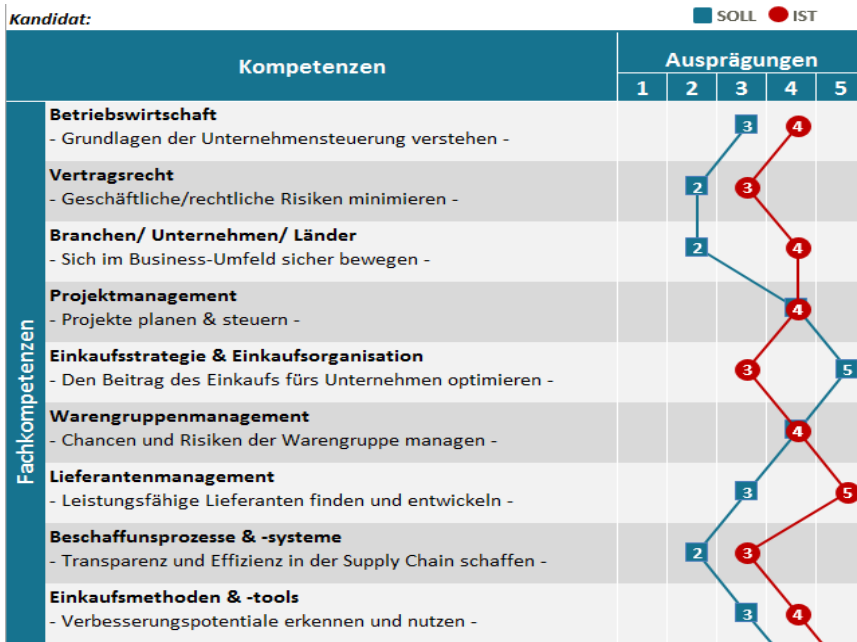 Kandidat:
SOLL IST
Kompetenzen
Ausprägungen
1 2 3 4 5
Fachkompetenzen
Betriebswirtschaft
- Grundlagen der Unternehmensteuerung verstehen -
3 4
Vertragsrecht
- Geschäftliche/rechtliche Risiken minimieren -
2 3
Branchen/ Unternehmen/ Länder
- Sich im Business-Umfeld sicher bewegen -
2 4
Projektmanagement
- Projekte planen & steuern -
4
Einkaufsstrategie & Einkaufsorganisation
- Den Beitrag des Einkaufs fürs Unternehmen optimieren -
3 5
Warengruppenmanagement
- Chancen und Risiken der Warengruppe managen -
4
Lieferantenmanagement
- Leistungsfähige Lieferanten finden und entwickeln -
3 5
Beschaffunsprozesse & -systeme
- Transparenz und Effizienz in der Supply Chain schaffen -
2 3
Einkaufsmethoden & -tools
- Verbesserungspotentiale erkennen und nutzen -
3 4